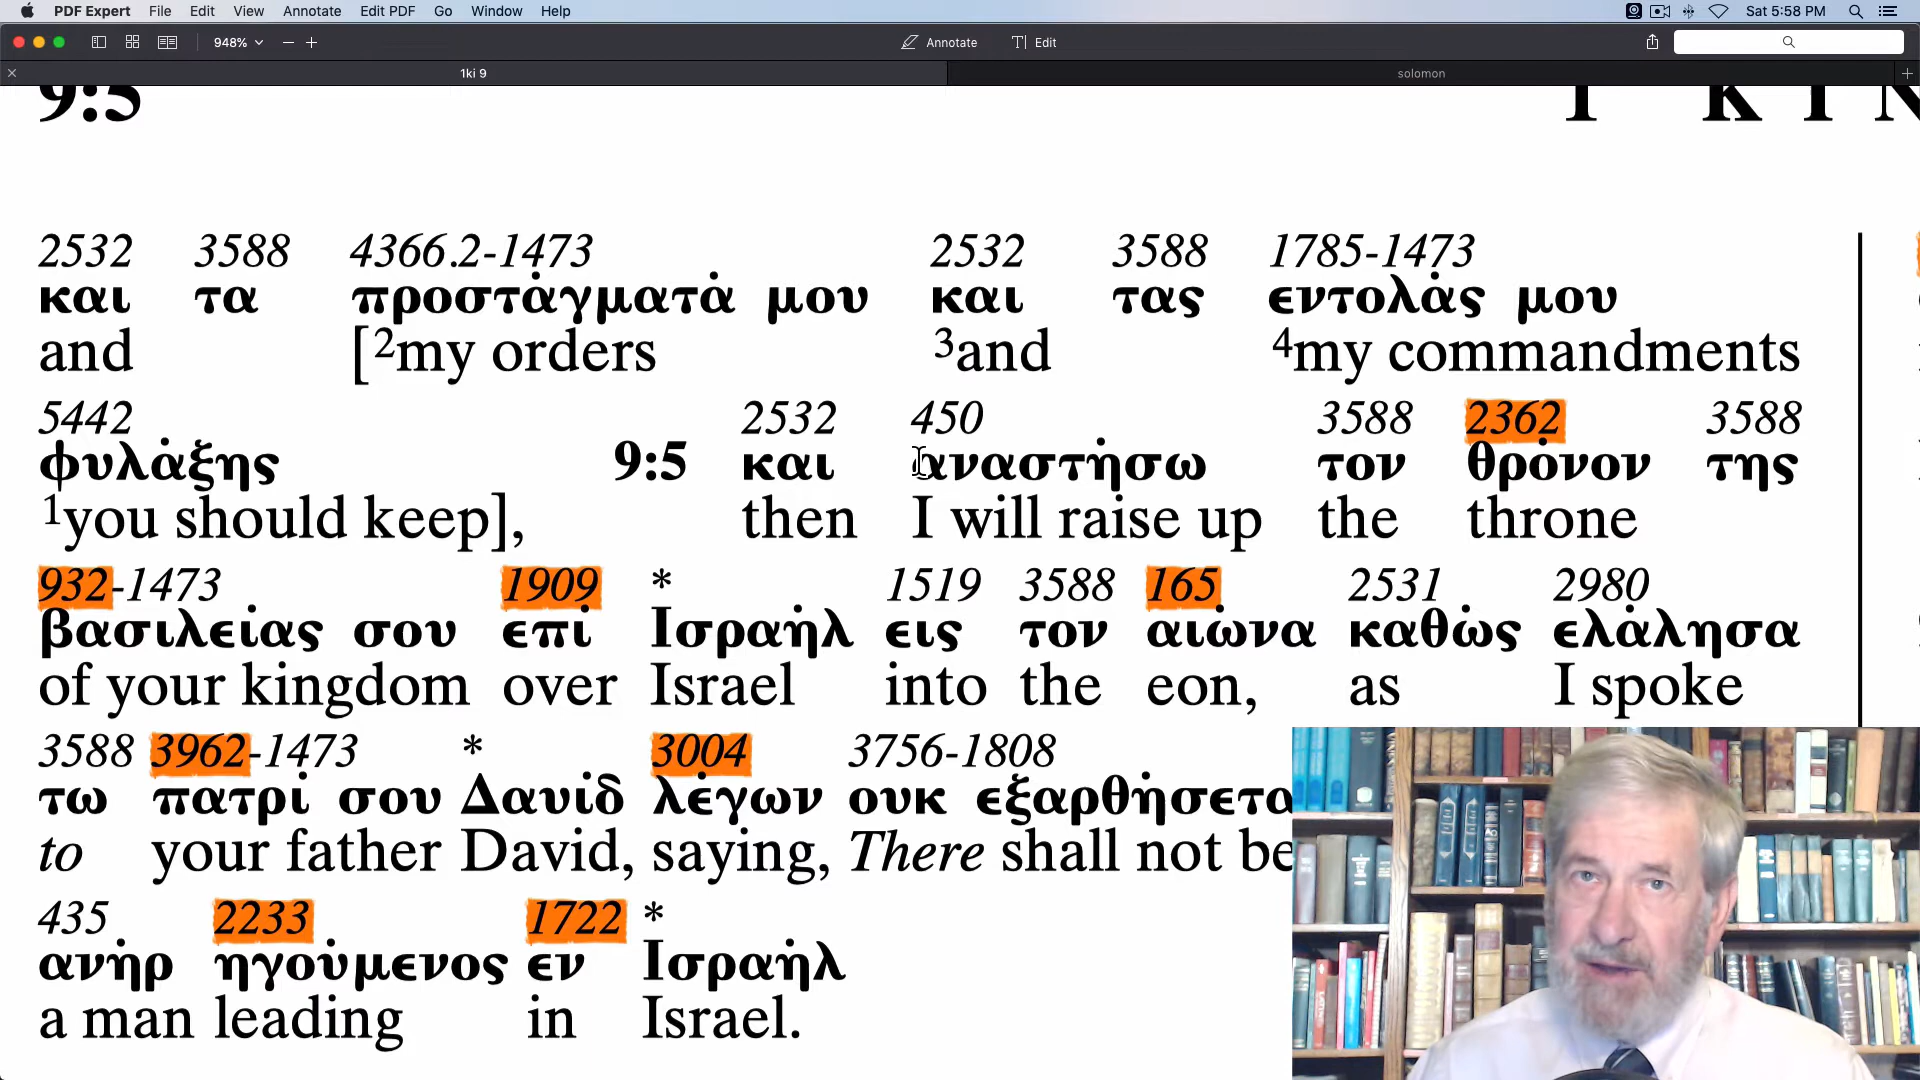 PDF Expert File Edit View Annotate Edit PDF Go Window Help Sat 5:58 PM
948% Annotate Edit
1ki 9 solomon
9:5 I KIN
2532 3588 4366.2-1473 2532 3588 1785-1473
και τα προστάγματά μου και τας εντολάς μου
and [2my orders 3and 4my commandments
5442 2532 450 3588 2362 3588
φυλάξης 9:5 και αναστήσω τον θρόνον της
1you should keep], then I will raise up the throne
932-1473 1909 * 1519 3588 165 2531 2980
βασιλείας σου επί Ισραήλ εις τον αιώνα καθώς ελάλησα
of your kingdom over Israel into the eon, as I spoke
3588 3962-1473 * 3004 3756-1808
τω πατρί σου Δαυίδ λέγων ουκ εξαρθήσετα
to your father David, saying, There shall not be
435 2233 1722 *
ανήρ ηγούμενος εν Ισραήλ
a man leading in Israel.